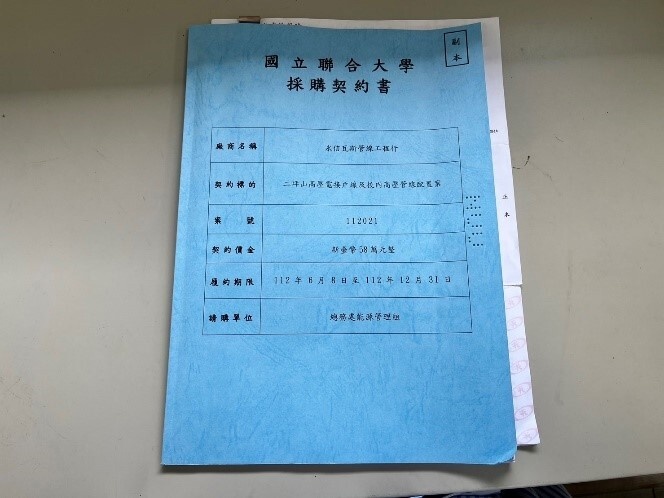 副本
國立聯合大學
採購契約書
廠商名稱 永信瓦斯管線工程行
契約標的 二坪山高壓電接戶線及校內高壓管線配置案
案號 112021
契約價金 新臺幣58萬元整
履約期限 112年6月8日至112年12月31日
請購單位 總務處能源管理組
正本